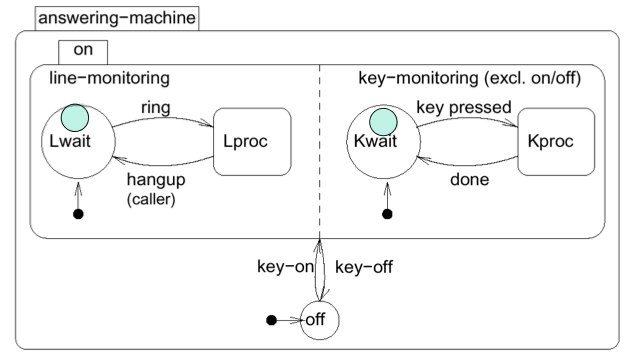 answering−machine
on
line−monitoring
key−monitoring (excl. on/off)
ring
key pressed
Lwait
Lproc
Kwait
Kproc
hangup
(caller)
done
key−on
key−off
off